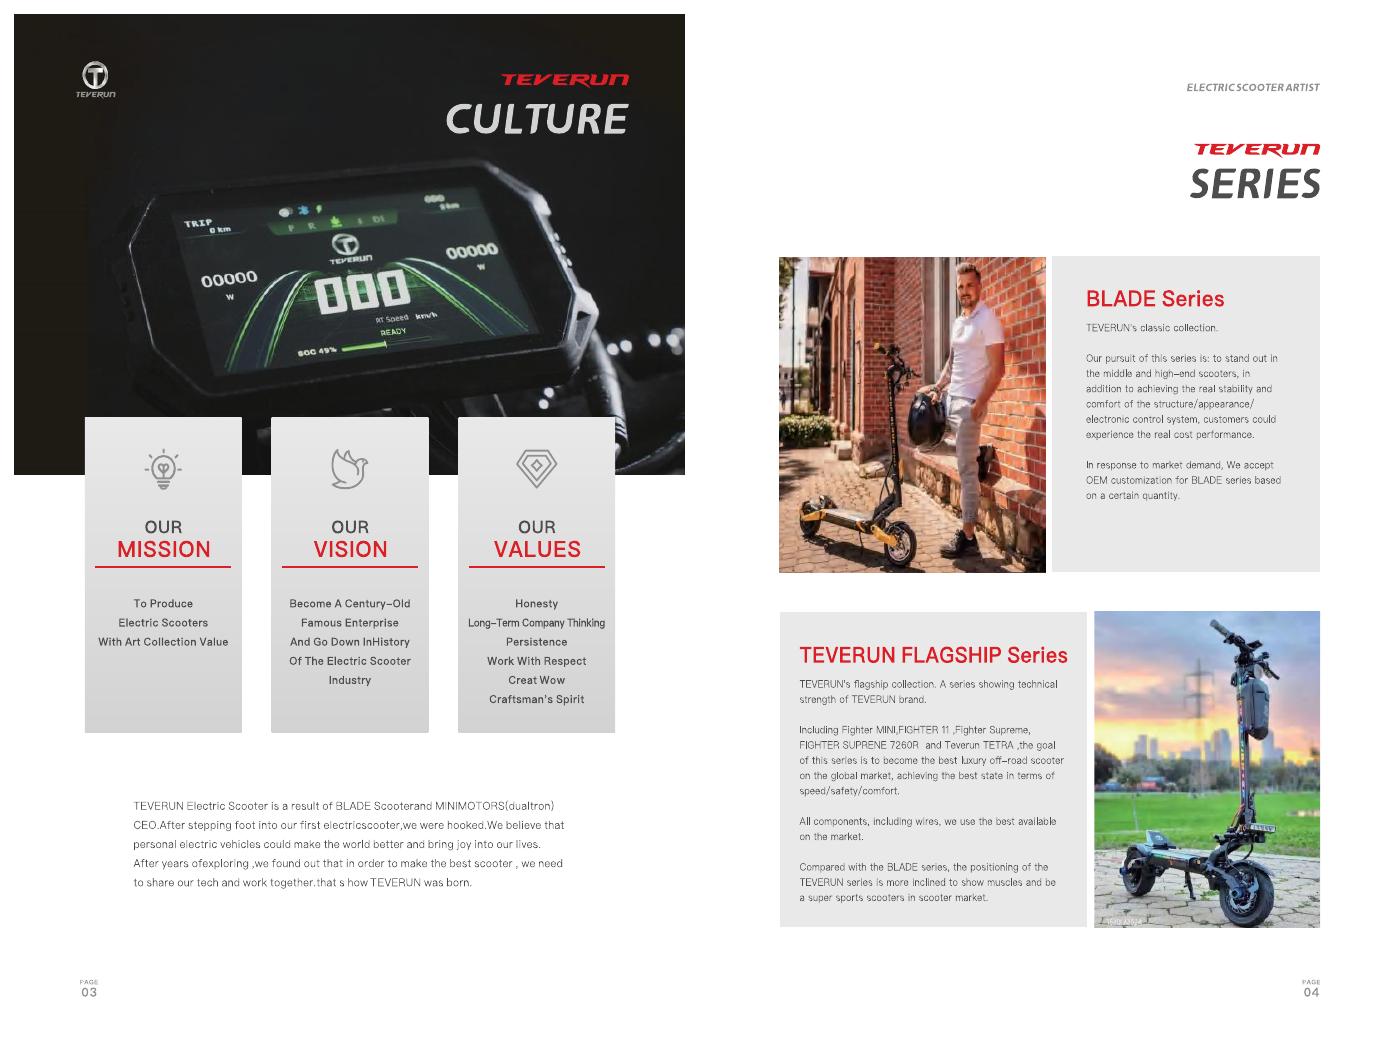 TEVERUN
TEVERUN
CULTURE
TRIP
0 km
P R
D1
TEVERUN
00000
W
000
00000
W
RT Speed km/h
READY
SOC 49%
OUR
MISSION
To Produce
Electric Scooters
With Art Collection Value
OUR
VISION
Become A Century-Old
Famous Enterprise
And Go Down InHistory
Of The Electric Scooter
Industry
OUR
VALUES
Honesty
Long-Term Company Thinking
Persistence
Work With Respect
Creat Wow
Craftsman's Spirit
TEVERUN Electric Scooter is a result of BLADE Scooterand MINIMOTORS(dualtron)
CEO.After stepping foot into our first electricscooter,we were hooked.We believe that
personal electric vehicles could make the world better and bring joy into our lives.
After years ofexploring ,we found out that in order to make the best scooter , we need
to share our tech and work together.that s how TEVERUN was born.
PAGE
03
ELECTRIC SCOOTER ARTIST
TEVERUN
SERIES
BLADE Series
TEVERUN's classic collection.
Our pursuit of this series is: to stand out in
the middle and high-end scooters, in
addition to achieving the real stability and
comfort of the structure/appearance/
electronic control system, customers could
experience the real cost performance.
In response to market demand, We accept
OEM customization for BLADE series based
on a certain quantity.
TEVERUN FLAGSHIP Series
TEVERUN's flagship collection. A series showing technical
strength of TEVERUN brand.
Including Fighter MINI,FIGHTER 11 ,Fighter Supreme,
FIGHTER SUPRENE 7260R and Teverun TETRA ,the goal
of this series is to become the best luxury off-road scooter
on the global market, achieving the best state in terms of
speed/safety/comfort.
All components, including wires, we use the best available
on the market.
Compared with the BLADE series, the positioning of the
TEVERUN series is more inclined to show muscles and be
a super sports scooters in scooter market.
PAGE
04